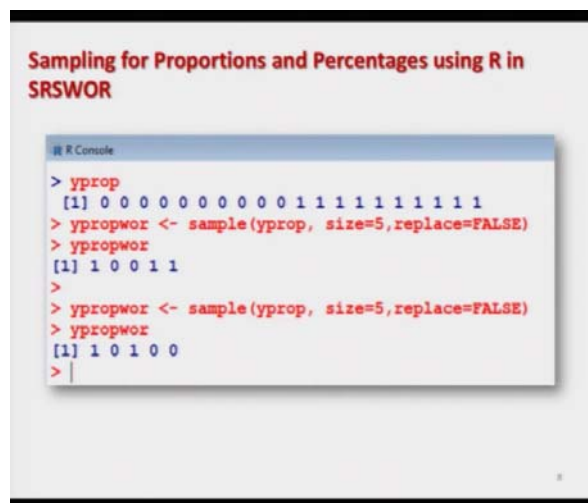 Sampling for Proportions and Percentages using R in
SRSWOR
R Console
> yprop
[1] 0 0 0 0 0 0 0 0 0 0 1 1 1 1 1 1 1 1 1 1
> ypropwor <- sample(yprop, size=5,replace=FALSE)
> ypropwor
[1] 1 0 0 1 1
>
> ypropwor <- sample(yprop, size=5,replace=FALSE)
> ypropwor
[1] 1 0 1 0 0
> |